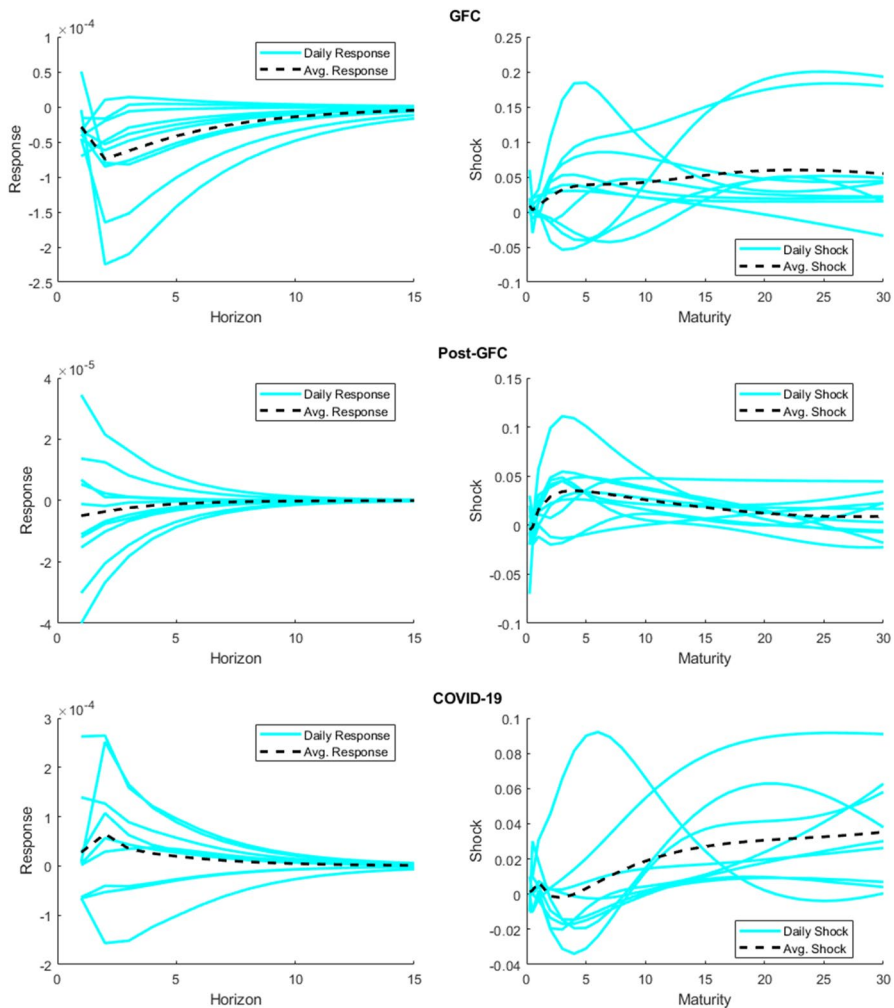 GFC
×10⁻⁴
1
0.5
0
-0.5
-1
-1.5
-2
-2.5
Response
0
5
10
15
Horizon
Daily Response
Avg. Response
0.25
0.2
0.15
0.1
0.05
0
-0.05
-0.1
Shock
0
5
10
15
20
25
30
Maturity
Daily Shock
Avg. Shock
Post-GFC
×10⁻⁵
4
2
0
-2
-4
Response
0
5
10
15
Horizon
Daily Response
Avg. Response
0.15
0.1
0.05
0
-0.05
-0.1
Shock
0
5
10
15
20
25
30
Maturity
Daily Shock
Avg. Shock
COVID-19
×10⁻⁴
3
2
1
0
-1
-2
Response
0
5
10
15
Horizon
Daily Response
Avg. Response
0.1
0.08
0.06
0.04
0.02
0
-0.02
-0.04
Shock
0
5
10
15
20
25
30
Maturity
Daily Shock
Avg. Shock